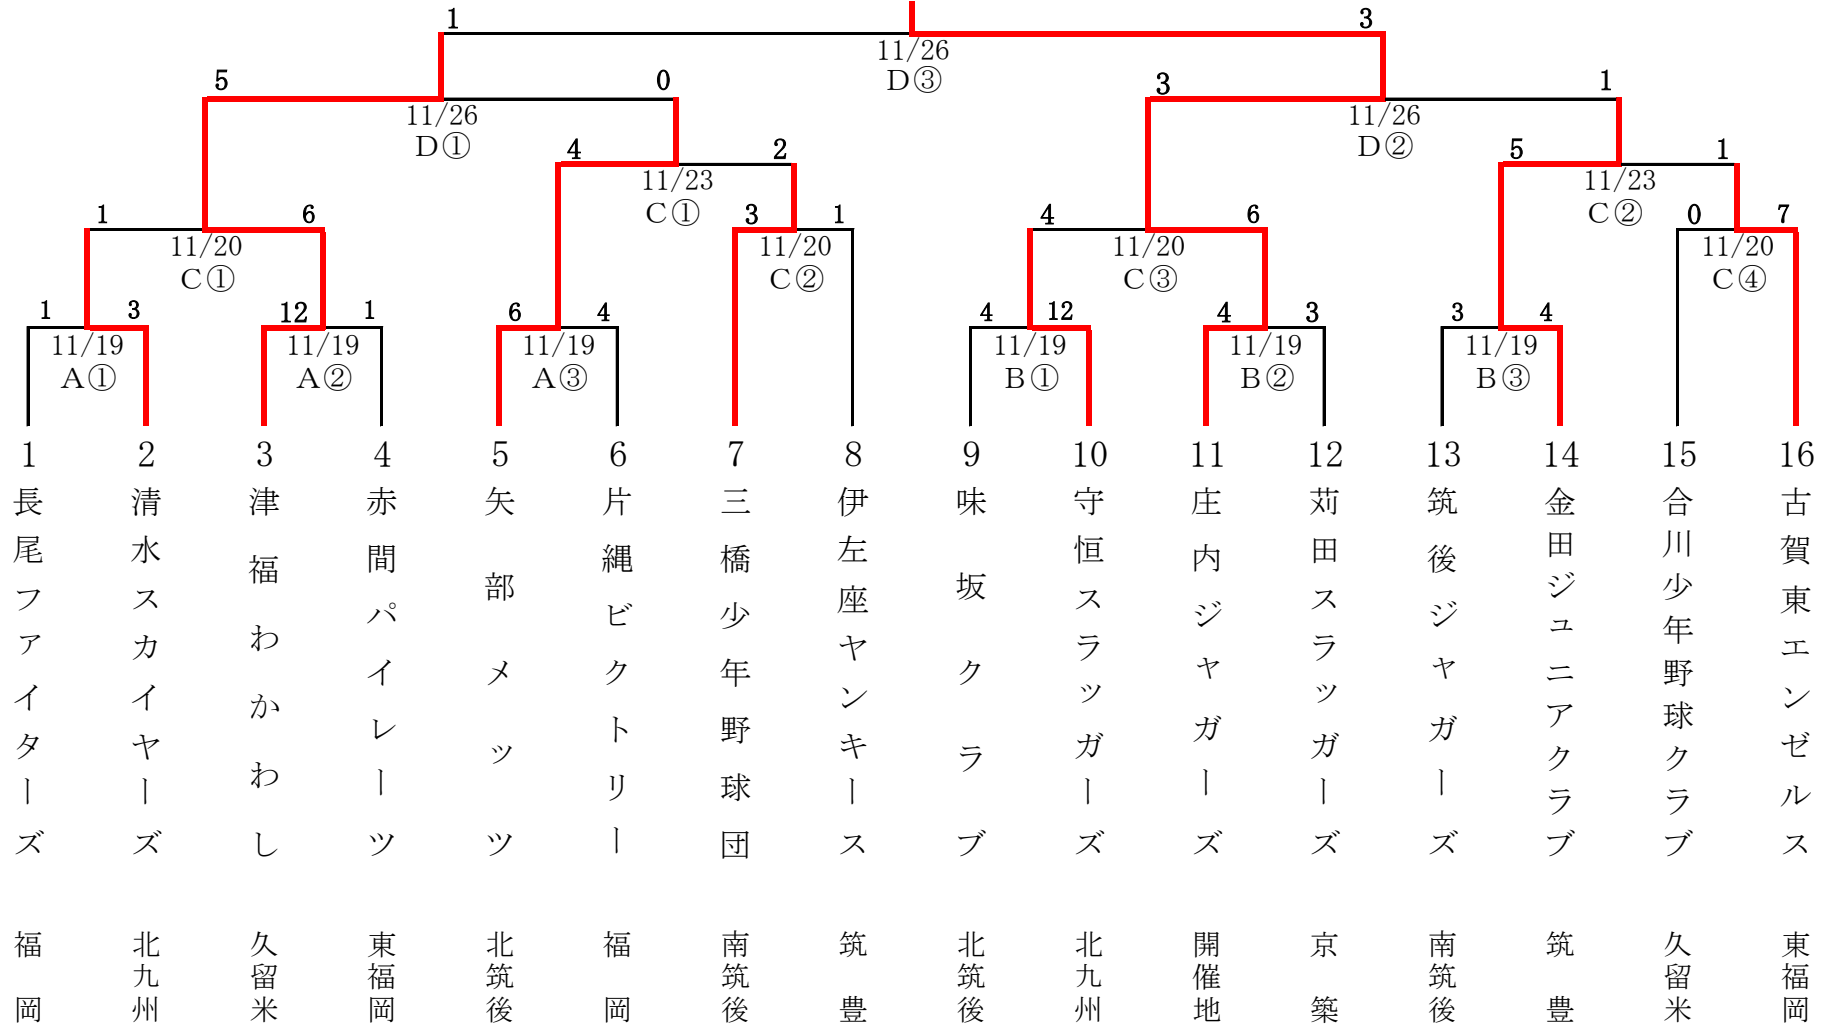 1 3
11/26
D③
5 0 3 1
11/26 11/26
D① D②
4 2 5 1
11/23 11/23
C① C②
1 6 3 1 4 6 0 7
11/20 11/20 11/20 11/20
C① C② C③ C④
1 3 12 1 6 4 4 12 4 3 3 4
11/19 11/19 11/19 11/19 11/19 11/19
A① A② A③ B① B② B③
1 2 3 4 5 6 7 8 9 10 11 12 13 14 15 16
長尾ファイターズ
清水スカイヤーズ
津福わかわし
赤間パイレーツ
矢部メッツ
片縄ビクトリー
三橋少年野球団
伊左座ヤンキース
味坂クラブ
守恒スラッガーズ
庄内ジャガーズ
苅田スラッガーズ
筑後ジャガーズ
金田ジュニアクラブ
合川少年野球クラブ
古賀東エンゼルス
福岡
北九州
久留米
東福岡
北筑後
福岡
南筑後
筑豊
北筑後
北九州
開催地
京築
南筑後
筑豊
久留米
東福岡